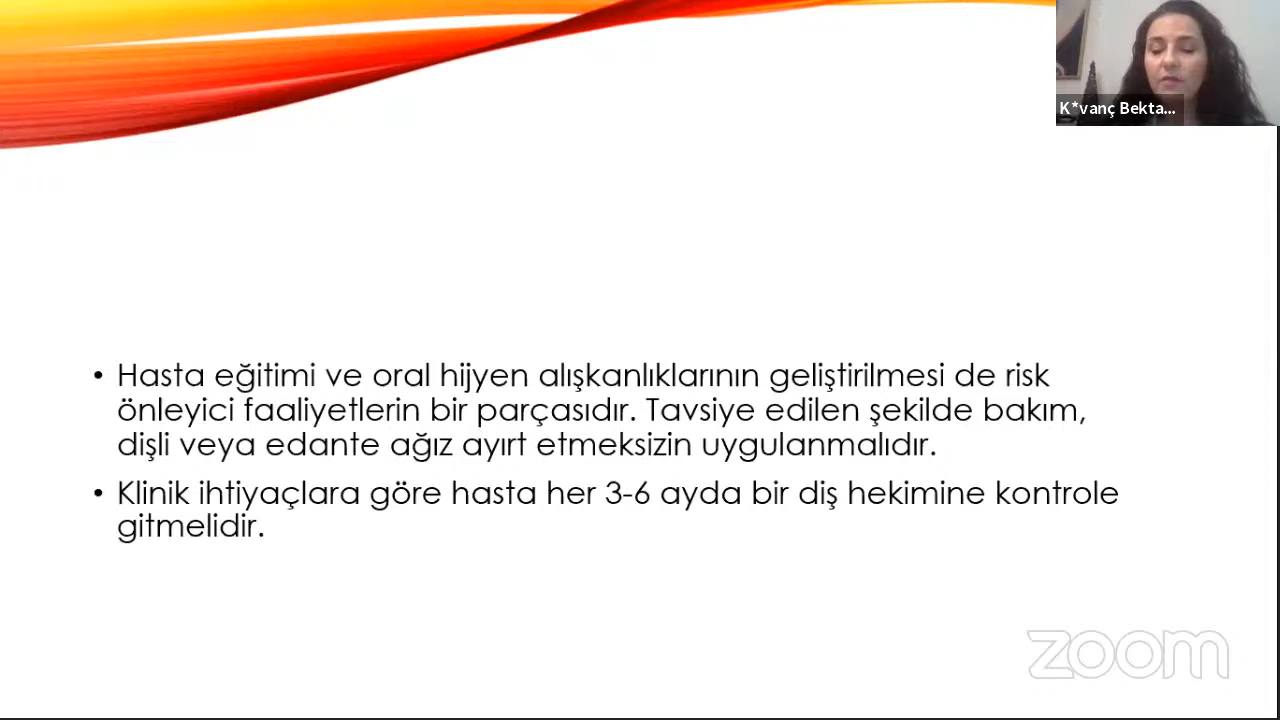 K*vanç Bekta...
• Hasta eğitimi ve oral hijyen alışkanlıklarının geliştirilmesi de risk
önleyici faaliyetlerin bir parçasıdır. Tavsiye edilen şekilde bakım,
dişli veya edante ağız ayırt etmeksizin uygulanmalıdır.
• Klinik ihtiyaçlara göre hasta her 3-6 ayda bir diş hekimine kontrole
gitmelidir.
zoom